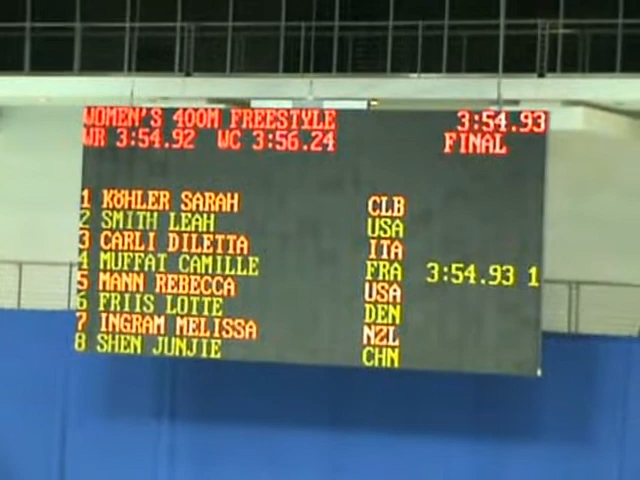 WOMEN'S 400M FREESTYLE 3:54.93
WR 3:54.92 WC 3:56.24 FINAL
1 KÖHLER SARAH CLB
2 SMITH LEAH USA
3 CARLI DILETTA ITA
4 MUFFAT CAMILLE FRA 3:54.93 1
5 MANN REBECCA USA
6 FRIIS LOTTE DEN
7 INGRAM MELISSA NZL
8 SHEN JUNJIE CHN